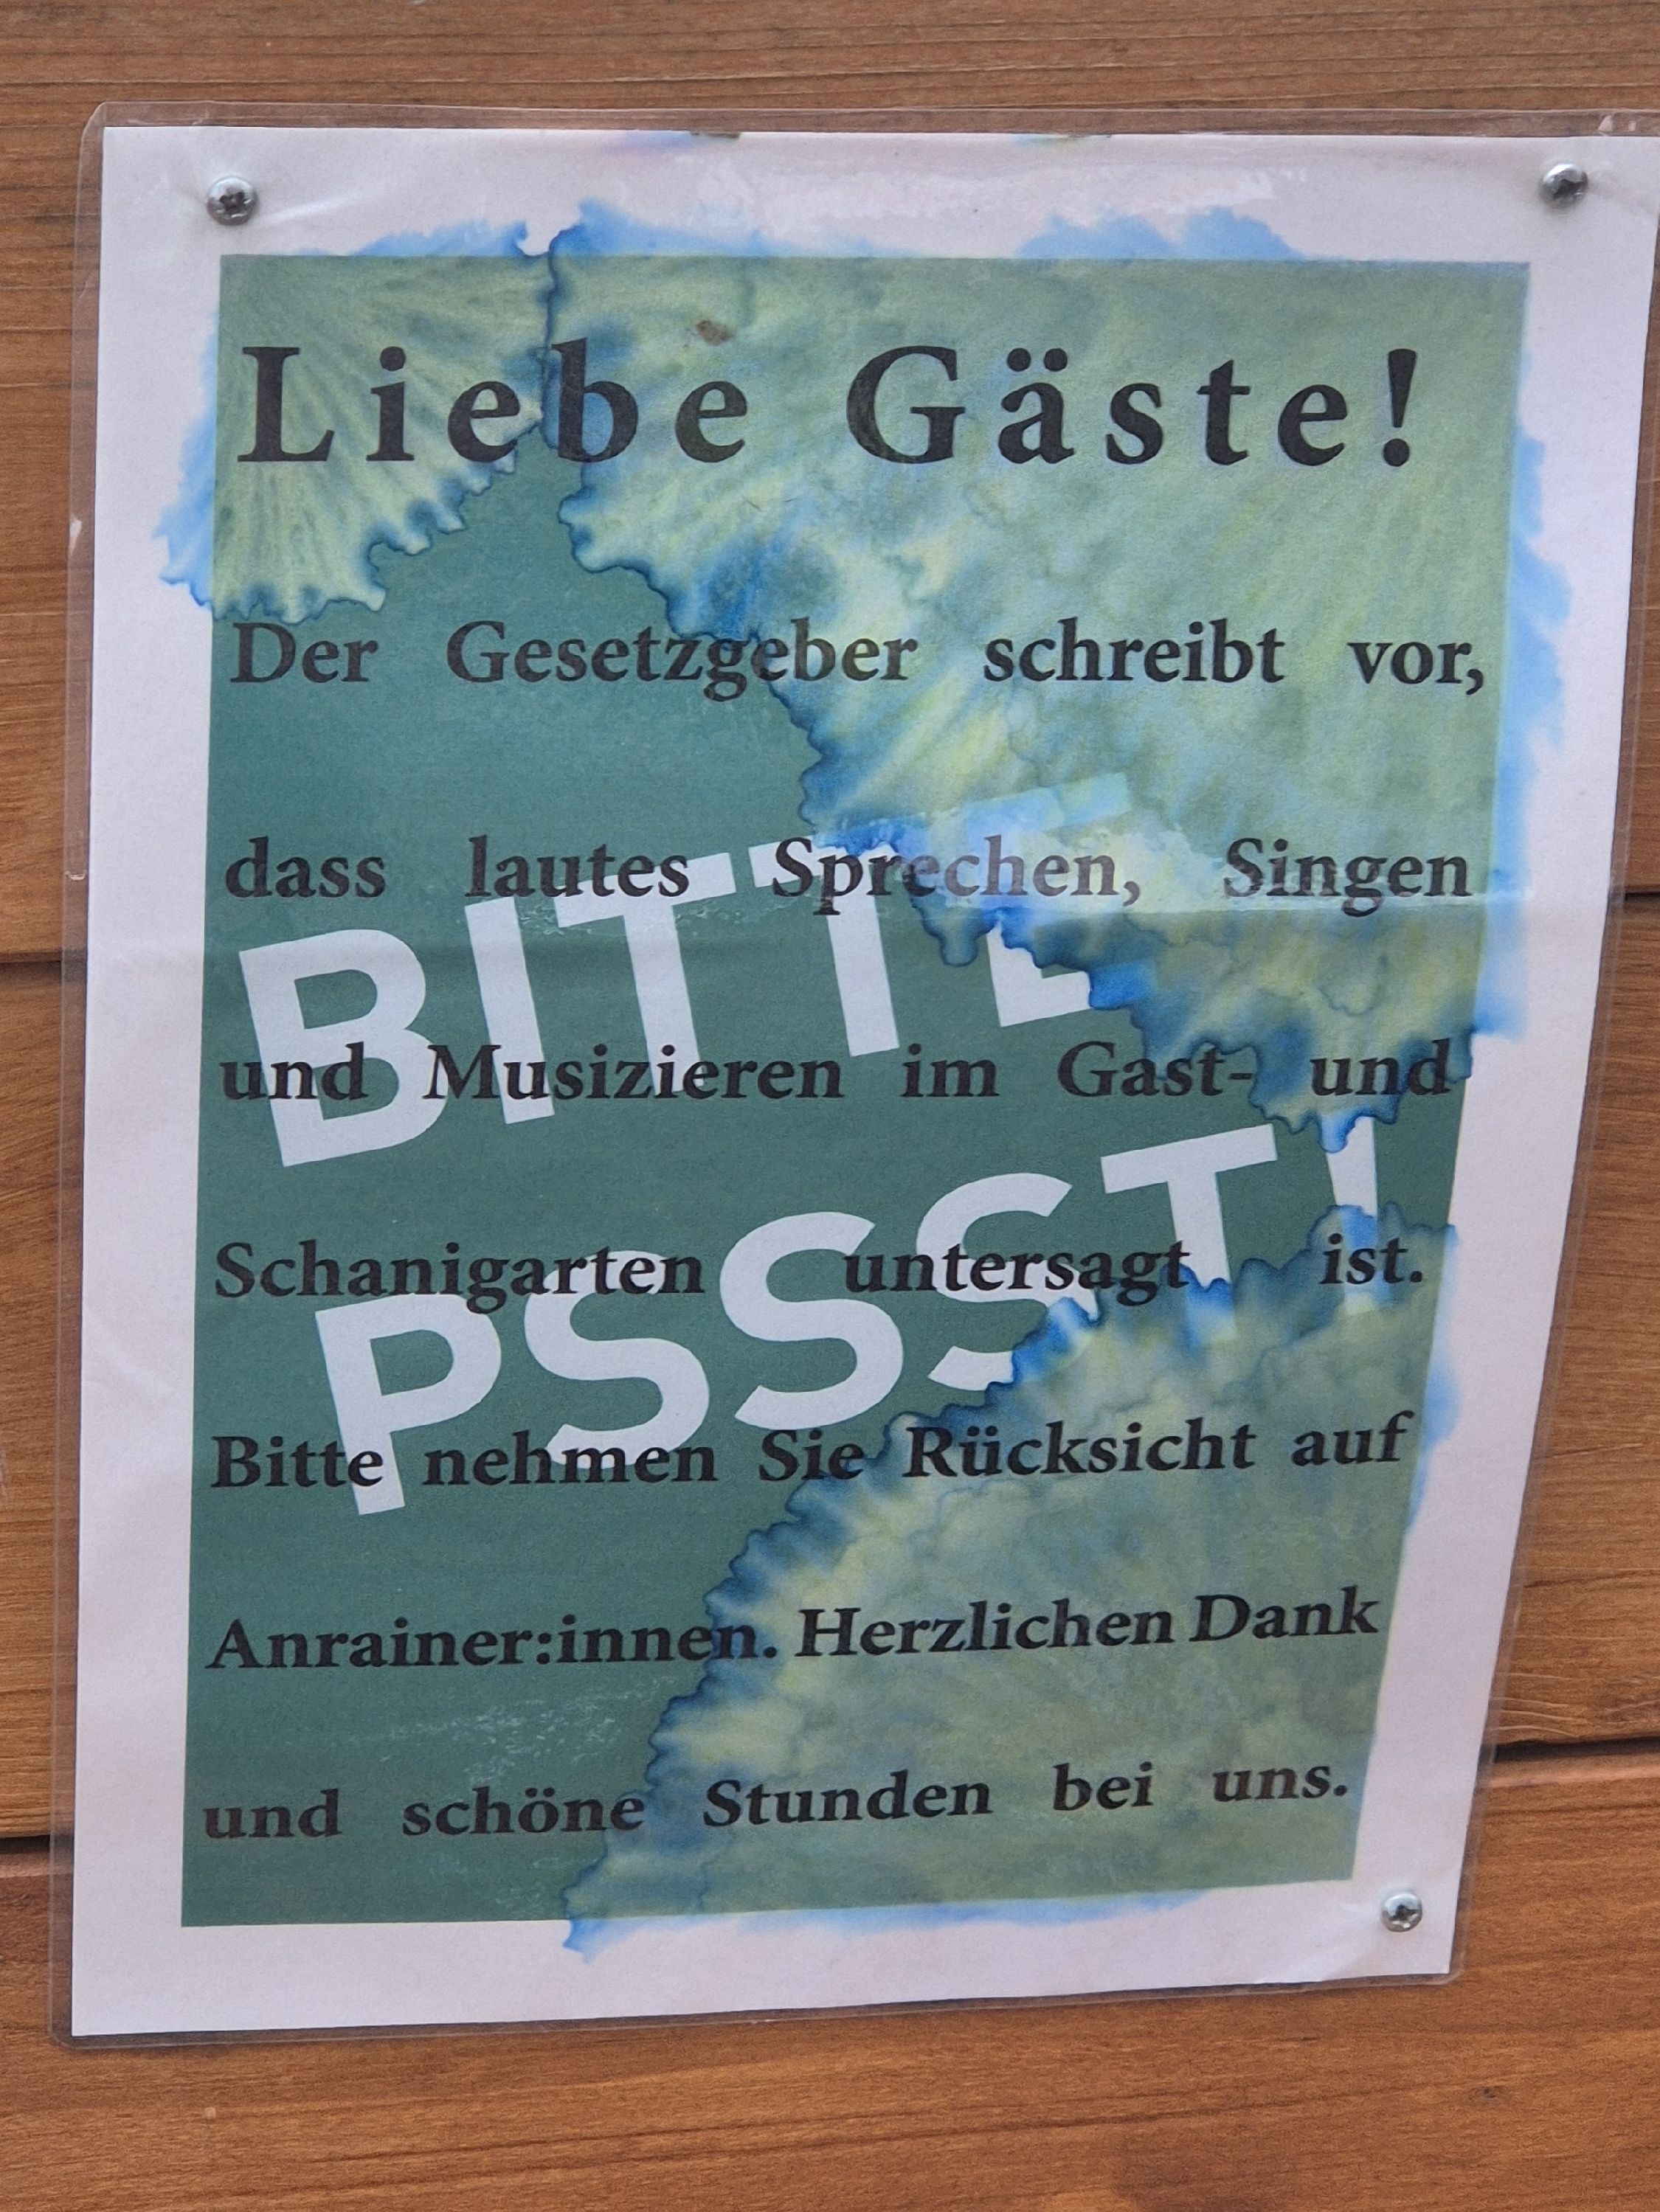 Liebe Gäste!
Der Gesetzgeber schreibt vor,
dass lautes Sprechen, Singen
BITTE
und Musizieren im Gast- und
PSSST!
Schanigarten untersagt ist.
Bitte nehmen Sie Rücksicht auf
Anrainer:innen. Herzlichen Dank
und schöne Stunden bei uns.